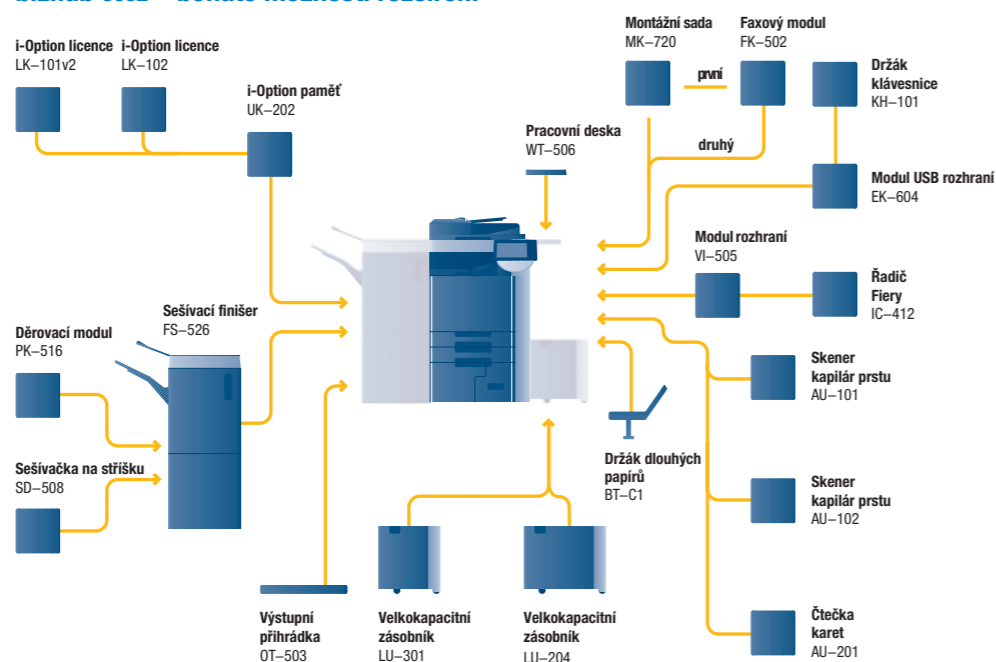 bizhub – bohaté možnosti rozšíření
i-Option licence
LK–101v2
i-Option licence
LK–102
i-Option paměť
UK–202
Pracovní deska
WT–506
Montážní sada
MK–720
první
Faxový modul
FK–502
druhý
Držák
klávesnice
KH–101
Modul USB rozhraní
EK–604
Modul rozhraní
VI–505
Řadič
Fiery
IC–412
Děrovací modul
PK–516
Sešívací finišer
FS–526
Sešívačka na stříšku
SD–508
Skener
kapilár prstu
AU–101
Držák dlouhých
papírů
BT–C1
Skener
kapilár prstu
AU–102
Výstupní
přihrádka
OT–503
Velkokapacitní
zásobník
LU–301
Velkokapacitní
zásobník
LU–204
Čtečka
karet
AU–201